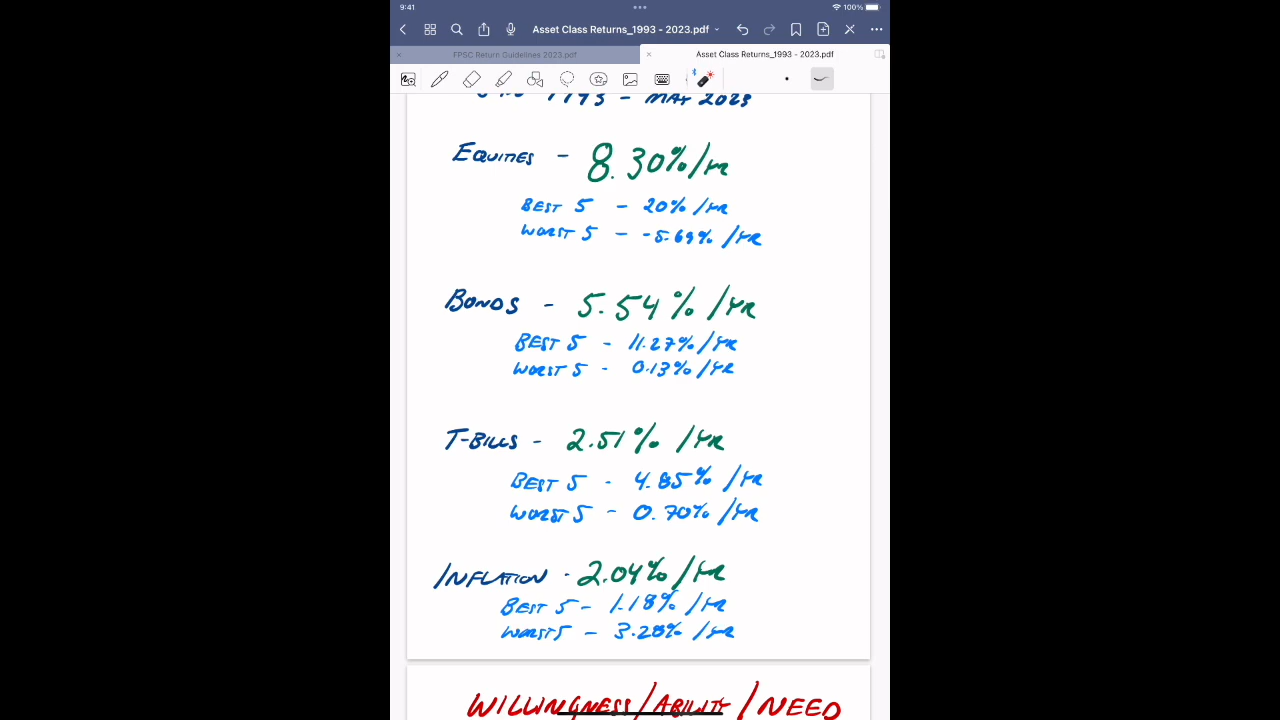 9:41
100%
Asset Class Returns_1993 - 2023.pdf
FPSC Return Guidelines 2023.pdf
Asset Class Returns_1993 - 2023.pdf
1993 - MAY 2023
EQUITIES - 8.30%/YR
BEST 5 - 20%/YR
WORST 5 - -5.69%/YR
BONDS - 5.54%/YR
BEST 5 - 11.27%/YR
WORST 5 - 0.13%/YR
T-BILLS - 2.51%/YR
BEST 5 - 4.85%/YR
WORST 5 - 0.70%/YR
INFLATION - 2.04%/YR
BEST 5 - 1.18%/YR
WORST 5 - 3.28%/YR
WILLINGNESS/ABILITY/NEED